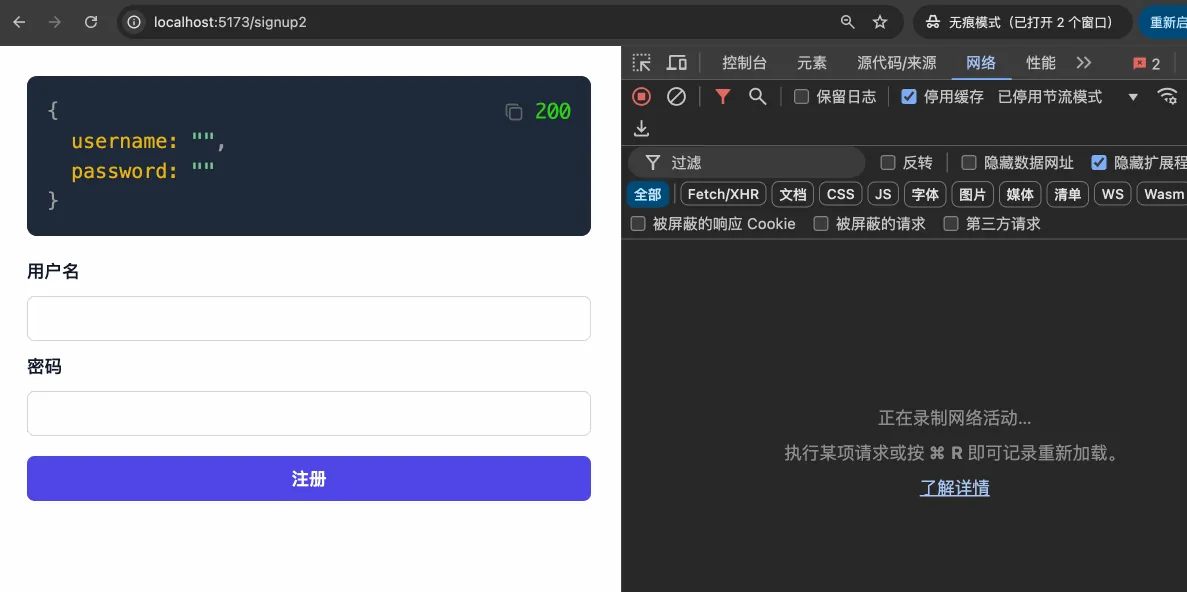 localhost:5173/signup2
无痕模式（已打开 2 个窗口）
重新启
{
200
username: "",
password: ""
}
用户名
密码
注册
控制台 元素 源代码/来源 网络 性能 2
保留日志 停用缓存 已停用节流模式
过滤 反转 隐藏数据网址 隐藏扩展程
全部 Fetch/XHR 文档 CSS JS 字体 图片 媒体 清单 WS Wasm
被屏蔽的响应 Cookie 被屏蔽的请求 第三方请求
正在录制网络活动...
执行某项请求或按 ⌘ R 即可记录重新加载。
了解详情